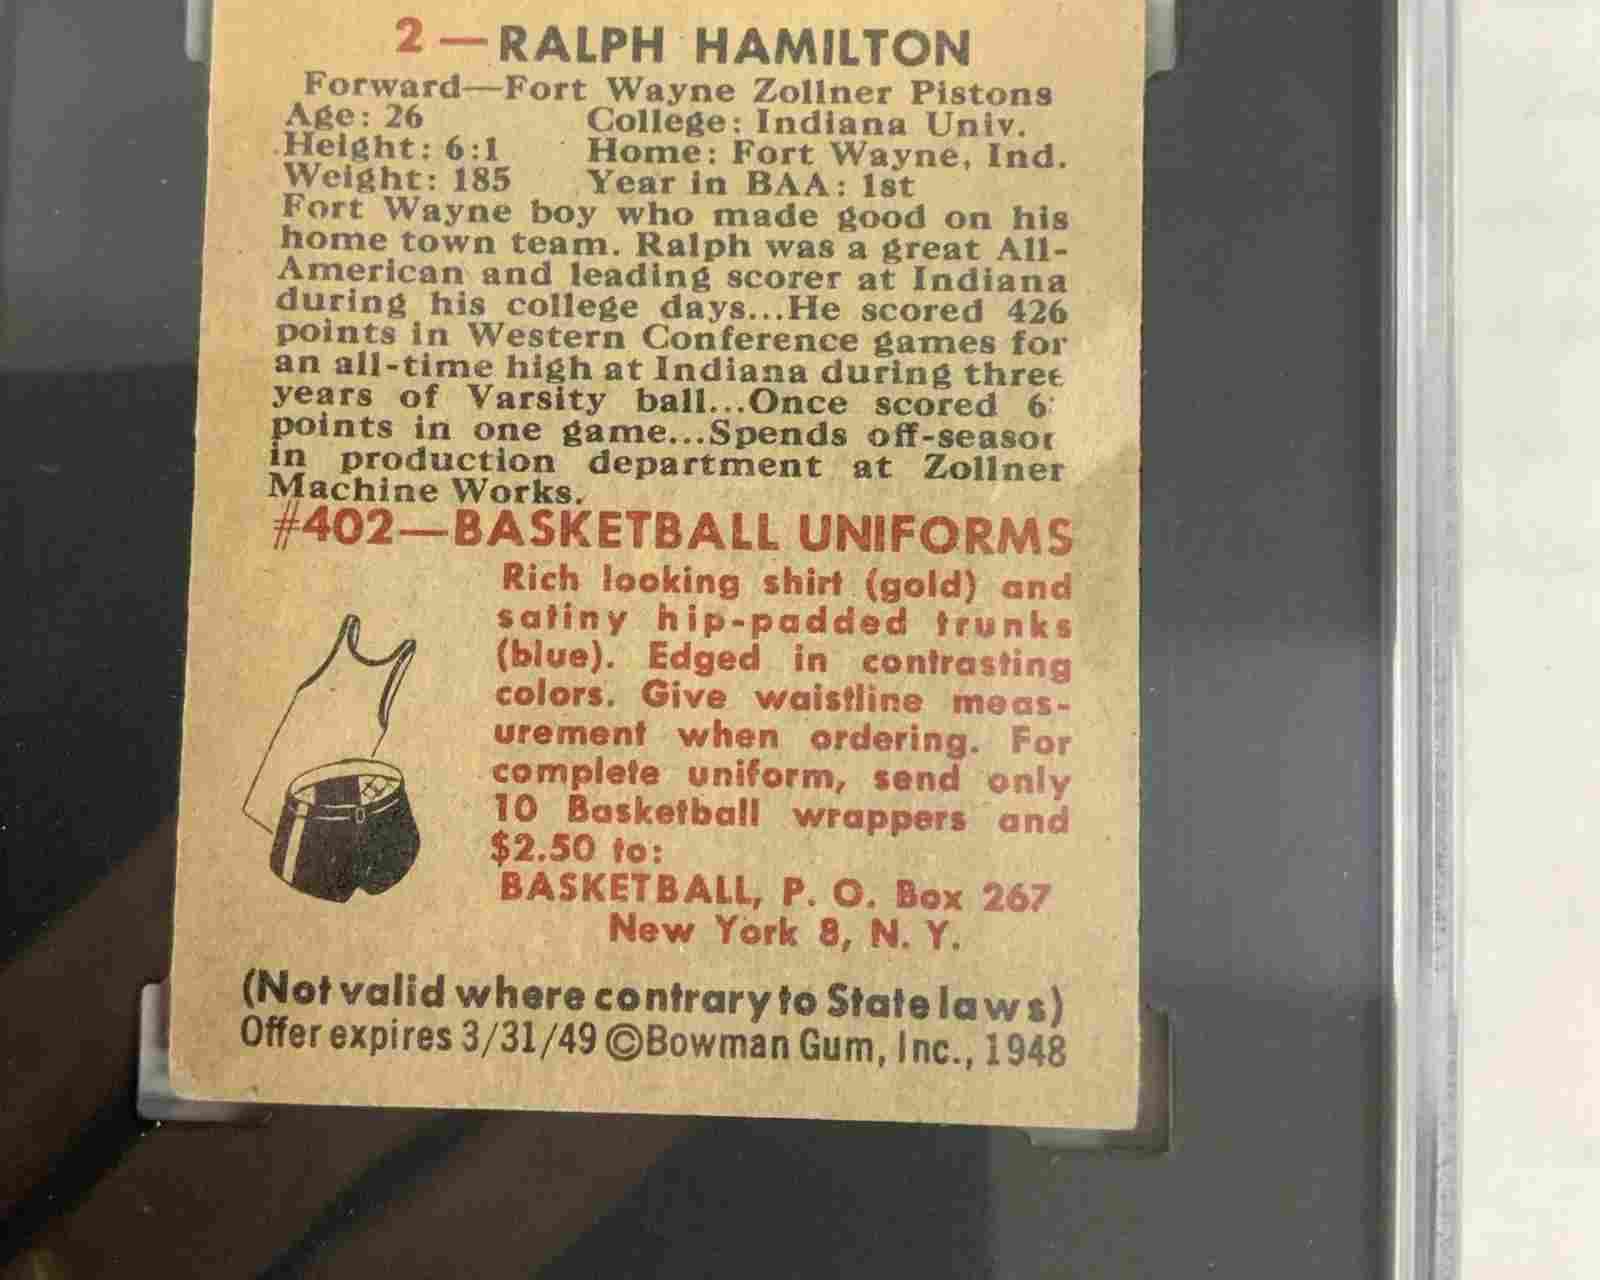 2—RALPH HAMILTON
Forward—Fort Wayne Zollner Pistons
Age: 26 College: Indiana Univ.
Height: 6:1 Home: Fort Wayne, Ind.
Weight: 185 Year in BAA: 1st
Fort Wayne boy who made good on his
home town team. Ralph was a great All-
American and leading scorer at Indiana
during his college days...He scored 426
points in Western Conference games for
an all-time high at Indiana during three
years of Varsity ball...Once scored
points in one game...Spends off-season
in production department at Zollner
Machine Works.
#402—BASKETBALL UNIFORMS
Rich looking shirt (gold) and
satiny hip-padded trunks
(blue). Edged in contrasting
colors. Give waistline meas-
urement when ordering. For
complete uniform, send only
10 Basketball wrappers and
$2.50 to:
BASKETBALL, P. O. Box 267
New York 8, N. Y.
(Not valid where contrary to State laws)
Offer expires 3/31/49 ©Bowman Gum, Inc., 1948